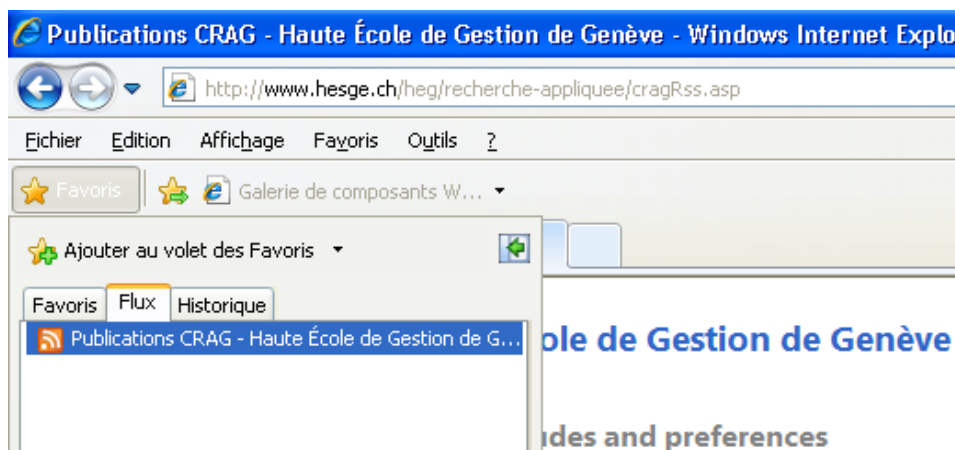 Publications CRAG - Haute École de Gestion de Genève - Windows Internet Explo
http://www.hesge.ch/heg/recherche-appliquee/cragRss.asp
Fichier Edition Affichage Favoris Outils ?
Favoris Galerie de composants W...
Ajouter au volet des Favoris
Favoris Flux Historique
Publications CRAG - Haute École de Gestion de G...
ole de Gestion de Genève
udes and preferences